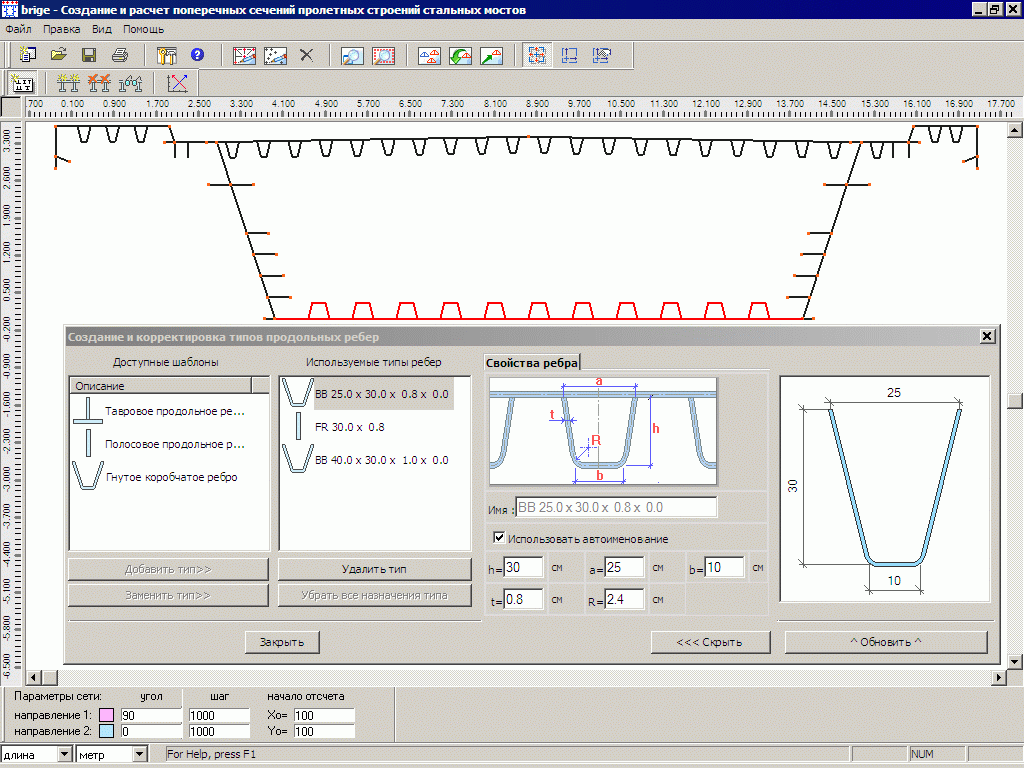 brige - Создание и расчет поперечных сечений пролетных строений стальных мостов
Файл Правка Вид Помощь
700 0.100 0.900 1.700 2.500 3.300 4.100 4.900 5.700 6.500 7.300 8.100 8.900 9.700 10.500 11.300 12.100 12.900 13.700 14.500 15.300 16.100 16.900 17.700
3.300
2.600
1.900
1.200
0.500
-0.200
-0.900
-1.600
-2.300
-3.000
-3.700
-4.400
-5.100
-5.800
-6.500
Создание и корректировка типов продольных ребер
Доступные шаблоны
Описание
Тавровое продольное ре...
Полосовое продольное р...
Гнутое коробчатое ребро
Добавить тип>>
Заменить тип>>
Используемые типы ребер
BB 25.0 x 30.0 x 0.8 x 0.0
FR 30.0 x 0.8
BB 40.0 x 30.0 x 1.0 x 0.0
Удалить тип
Убрать все назначения типа
Свойства ребра
a
t
R
h
b
Имя : BB 25.0 x 30.0 x 0.8 x 0.0
Использовать автоименование
h= 30 см a= 25 см b= 10 см
t= 0.8 см R= 2.4 см
25
30
10
Закрыть
<<< Скрыть
^ Обновить ^
Параметры сети: угол шаг начало отсчета
направление 1: 90 1000 Xo= 100
направление 2: 0 1000 Yo= 100
длина метр For Help, press F1 NUM